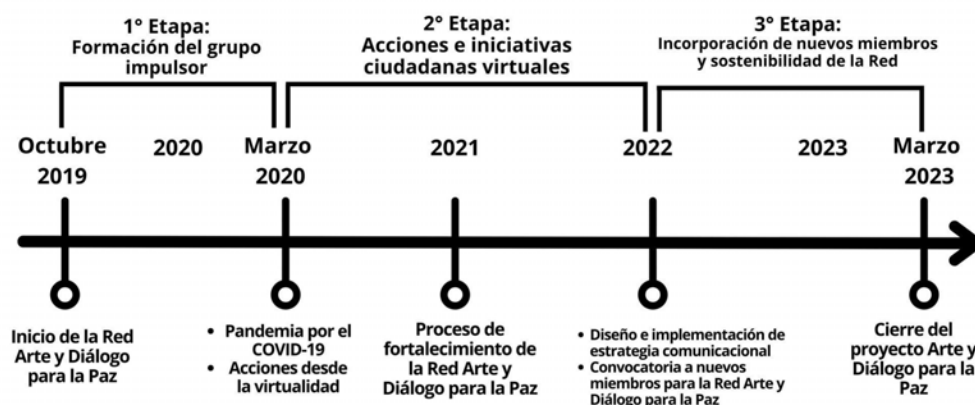 1° Etapa:
Formación del grupo
impulsor
2° Etapa:
Acciones e iniciativas
ciudadanas virtuales
3° Etapa:
Incorporación de nuevos miembros
y sostenibilidad de la Red
Octubre
2019
2020
Marzo
2020
2021
2022
2023
Marzo
2023
Inicio de la Red
Arte y Diálogo
para la Paz
• Pandemia por el
COVID-19
• Acciones desde
la virtualidad
Proceso de
fortalecimiento de
la Red Arte y
Diálogo para la Paz
• Diseño e implementación de
estrategia comunicacional
• Convocatoria a nuevos
miembros para la Red Arte y
Diálogo para la Paz
Cierre del
proyecto Arte y
Diálogo para la
Paz